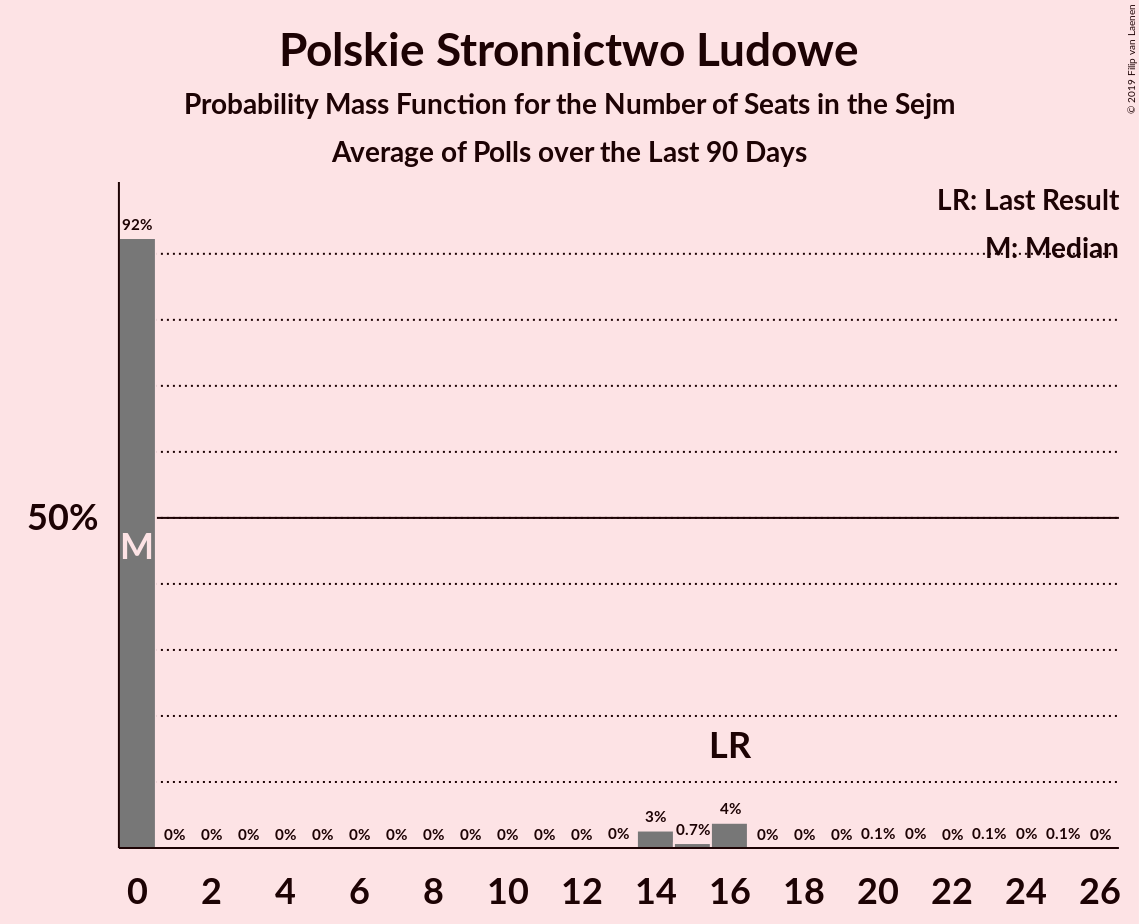 Polskie Stronnictwo Ludowe
Probability Mass Function for the Number of Seats in the Sejm
Average of Polls over the Last 90 Days
© 2019 Filip van Laenen
LR: Last Result
M: Median
92%
50%
M
LR
0% 0% 0% 0% 0% 0% 0% 0% 0% 0% 0% 0% 0% 3% 0.7% 4% 0% 0% 0% 0.1% 0% 0% 0.1% 0% 0.1% 0%
0 2 4 6 8 10 12 14 16 18 20 22 24 26